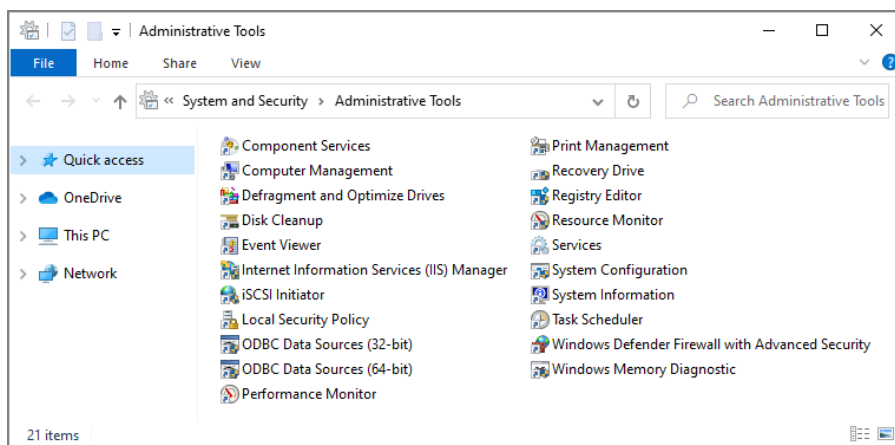 Administrative Tools
File Home Share View
« System and Security > Administrative Tools
Search Administrative Tools
Quick access
OneDrive
This PC
Network
Component Services
Computer Management
Defragment and Optimize Drives
Disk Cleanup
Event Viewer
Internet Information Services (IIS) Manager
iSCSI Initiator
Local Security Policy
ODBC Data Sources (32-bit)
ODBC Data Sources (64-bit)
Performance Monitor
Print Management
Recovery Drive
Registry Editor
Resource Monitor
Services
System Configuration
System Information
Task Scheduler
Windows Defender Firewall with Advanced Security
Windows Memory Diagnostic
21 items